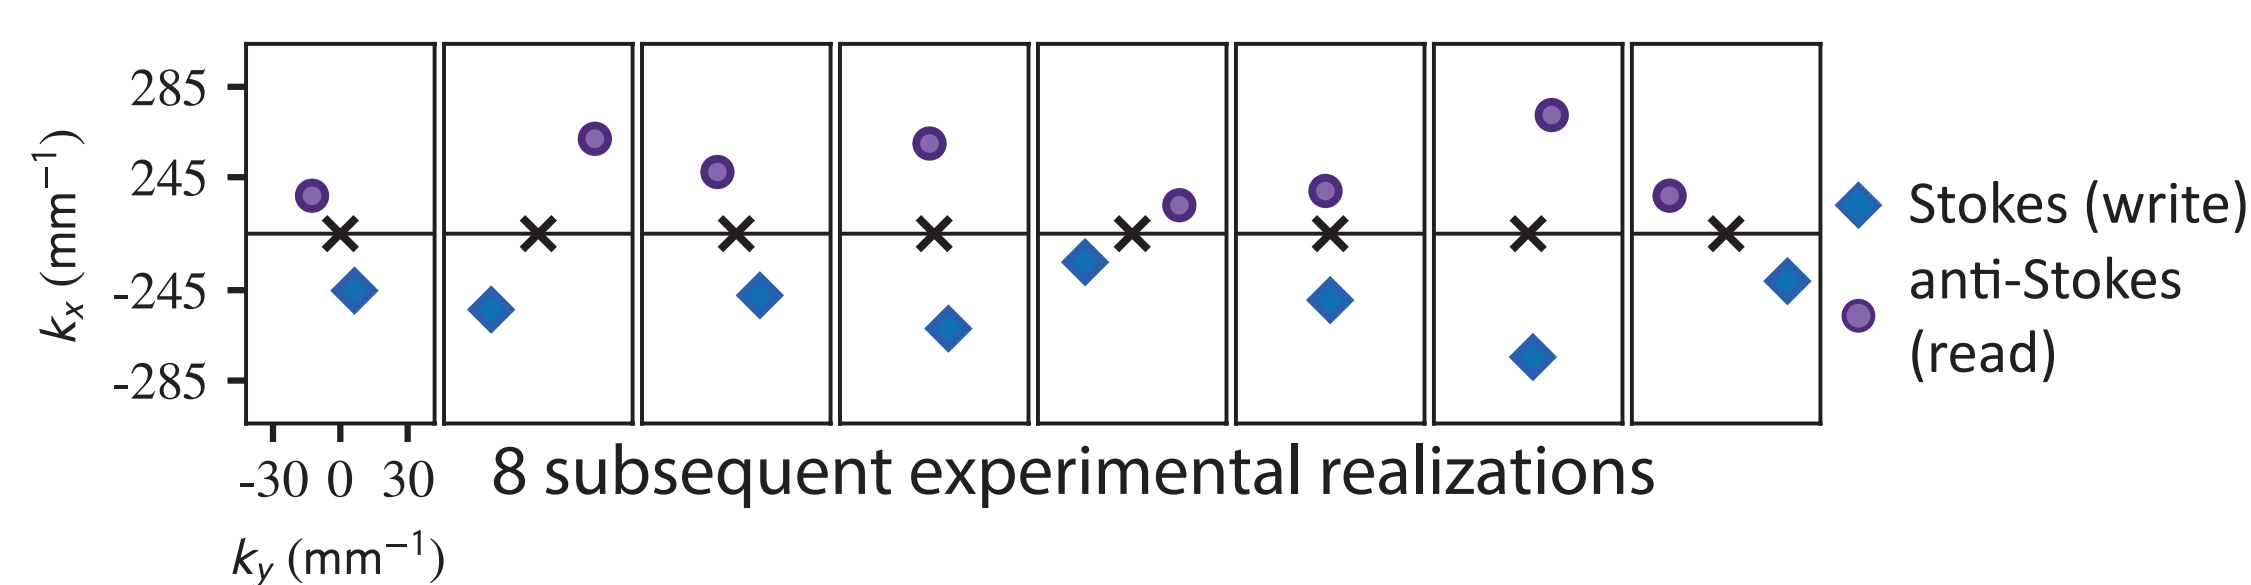 285
245
-245
-285
kₓ (mm⁻¹)
-30 0 30
k_y (mm⁻¹)
8 subsequent experimental realizations
Stokes (write)
anti-Stokes
(read)